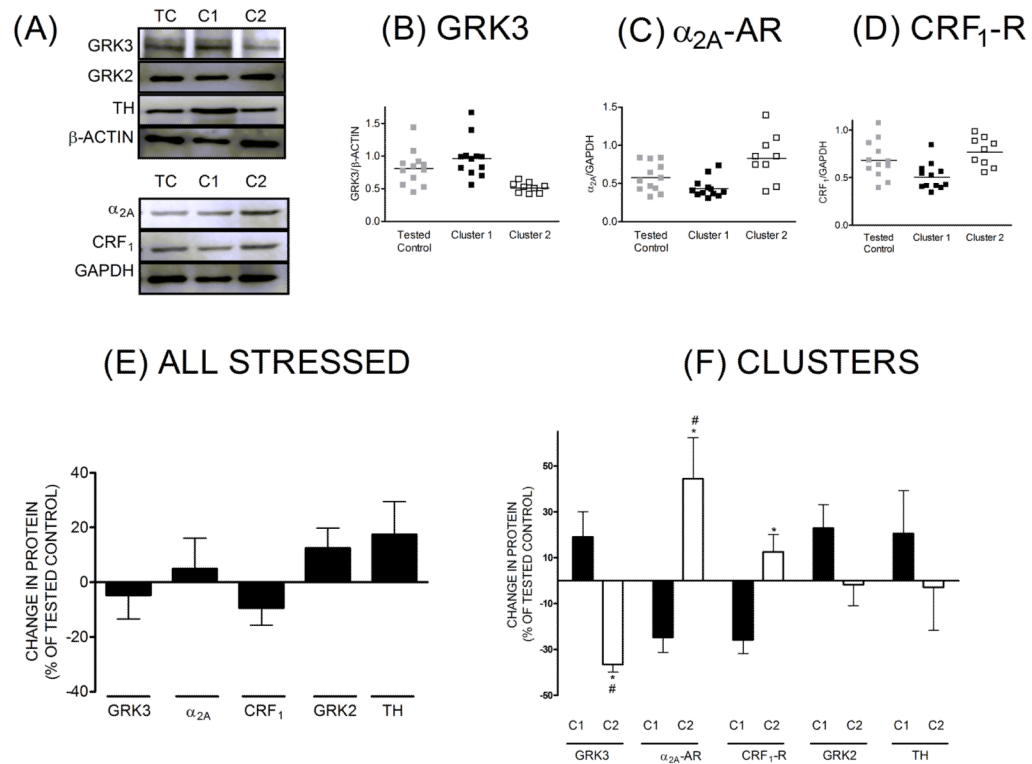 (A)
TC C1 C2
GRK3
GRK2
TH
β-ACTIN
TC C1 C2
α2A
CRF1
GAPDH
(B) GRK3
GRK3/β-ACTIN
1.5
1.0
0.5
0.0
Tested Control Cluster 1 Cluster 2
(C) α2A-AR
α2A/GAPDH
1.5
1.0
0.5
0.0
Tested Control Cluster 1 Cluster 2
(D) CRF1-R
CRF1/GAPDH
1.0
0.5
0.0
Tested Control Cluster 1 Cluster 2
(E) ALL STRESSED
CHANGE IN PROTEIN
(% OF TESTED CONTROL)
40
20
0
-20
-40
GRK3 α2A CRF1 GRK2 TH
(F) CLUSTERS
CHANGE IN PROTEIN
(% OF TESTED CONTROL)
50
30
10
-10
-30
-50
#
*
*
*
#
C1 C2 C1 C2 C1 C2 C1 C2 C1 C2
GRK3 α2A-AR CRF1-R GRK2 TH